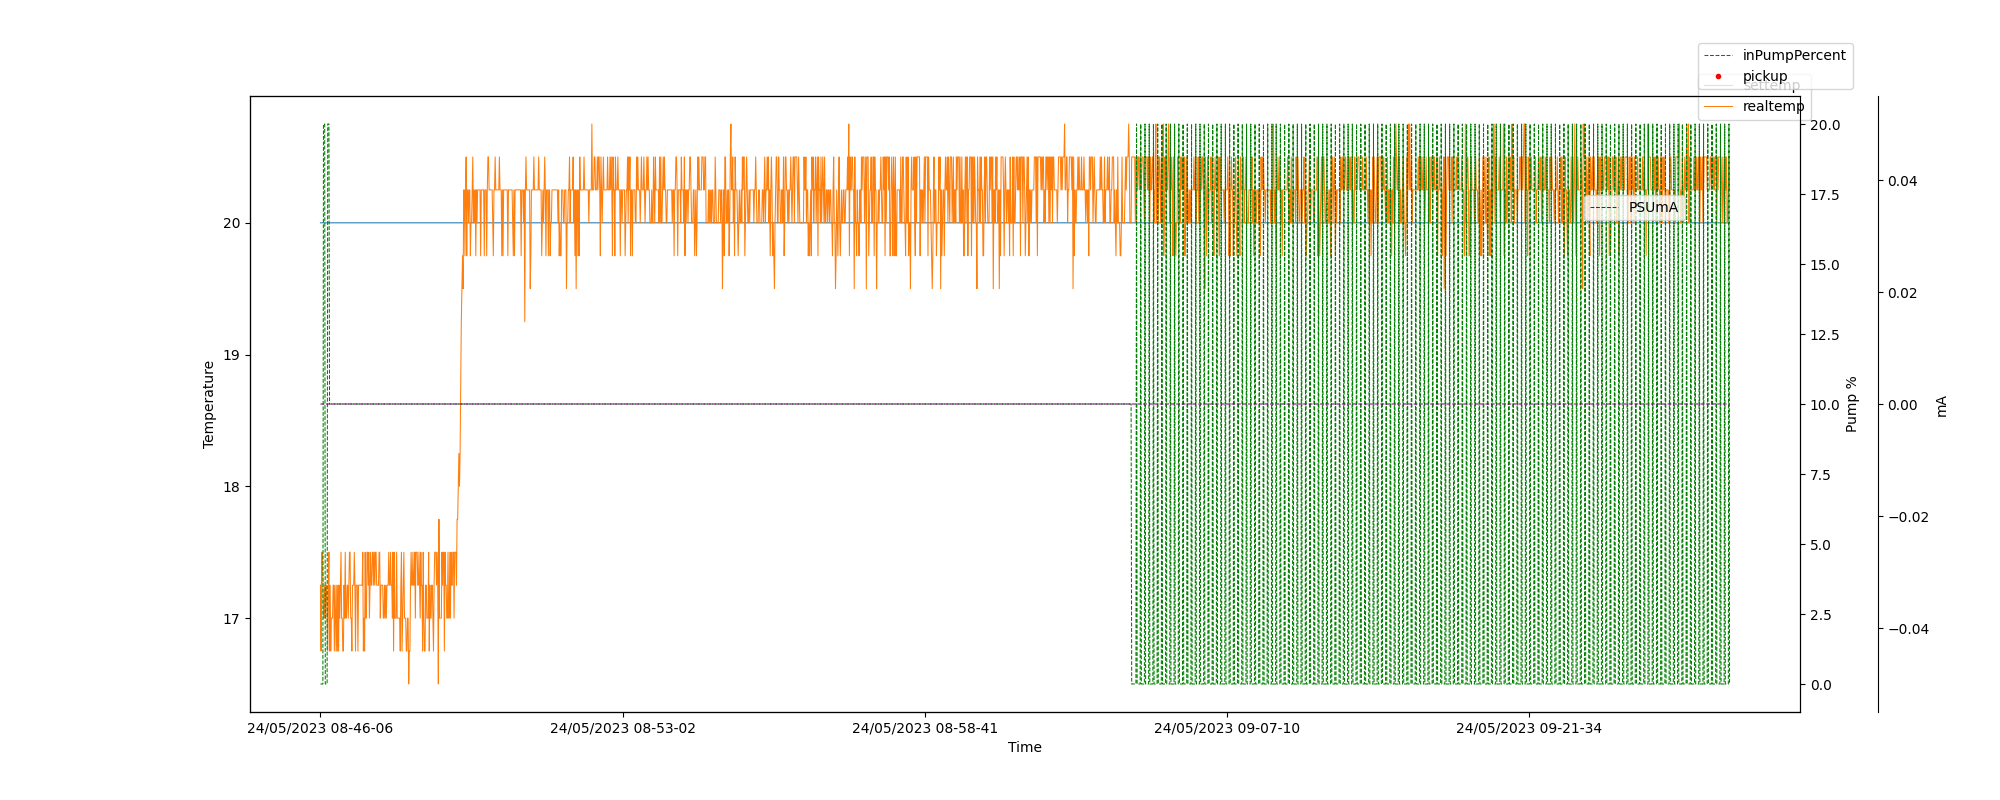 inPumpPercent
pickup
settemp
realtemp
PSUmA
20
19
18
17
Temperature
20.0
17.5
15.0
12.5
10.0
7.5
5.0
2.5
0.0
Pump %
0.04
0.02
0.00
−0.02
−0.04
mA
24/05/2023 08-46-06
24/05/2023 08-53-02
24/05/2023 08-58-41
24/05/2023 09-07-10
24/05/2023 09-21-34
Time